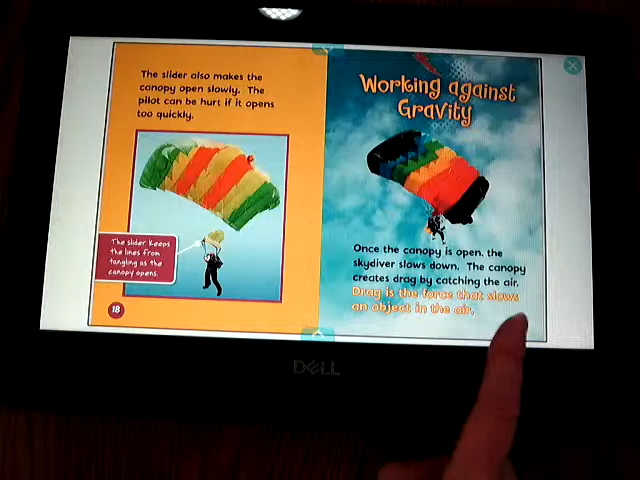 The slider also makes the
canopy open slowly. The
pilot can be hurt if it opens
too quickly.
The slider keeps
the lines from
tangling as the
canopy opens.
18
Working against
Gravity
Once the canopy is open, the
skydiver slows down. The canopy
creates drag by catching the air.
Drag is the force that slows
an object in the air.
DELL